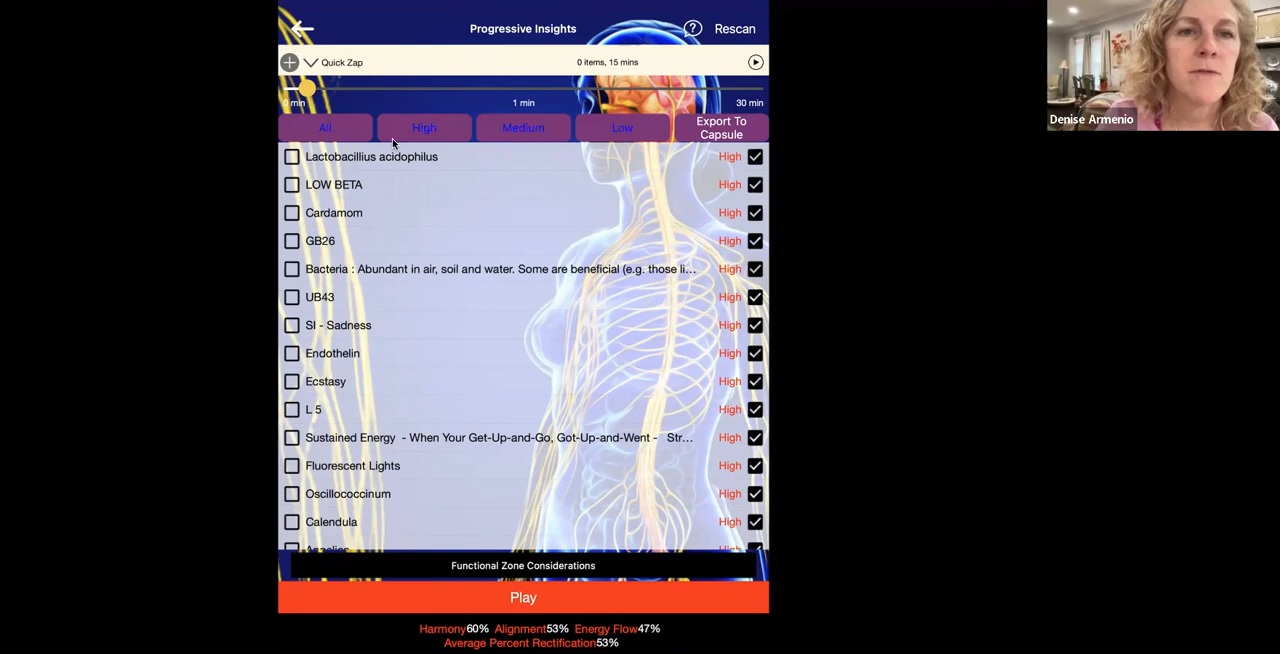 Progressive Insights
? Rescan
Quick Zap
0 items, 15 mins
0 min
1 min
30 min
All
High
Medium
Low
Export To
Capsule
Lactobacillius acidophilus High
LOW BETA High
Cardamom High
GB26 High
Bacteria : Abundant in air, soil and water. Some are beneficial (e.g. those li... High
UB43 High
SI - Sadness High
Endothelin High
Ecstasy High
L 5 High
Sustained Energy - When Your Get-Up-and-Go, Got-Up-and-Went - Str... High
Fluorescent Lights High
Oscillococcinum High
Calendula High
Functional Zone Considerations
Play
Harmony60% Alignment53% Energy Flow47%
Average Percent Rectification53%
Denise Armenio